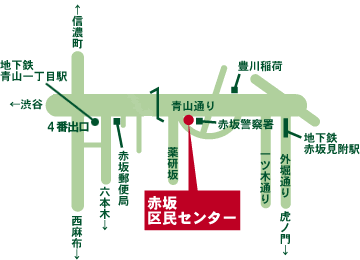 ↑
信濃町
地下鉄
青山一丁目駅
←渋谷
4番出口
豊川稲荷
青山通り
赤坂警察署
地下鉄
赤坂見附駅
赤坂郵便局
薬研坂
一ツ木通り
外堀通り
六本木↓
西麻布↓
虎ノ門↓
赤坂
区民センター